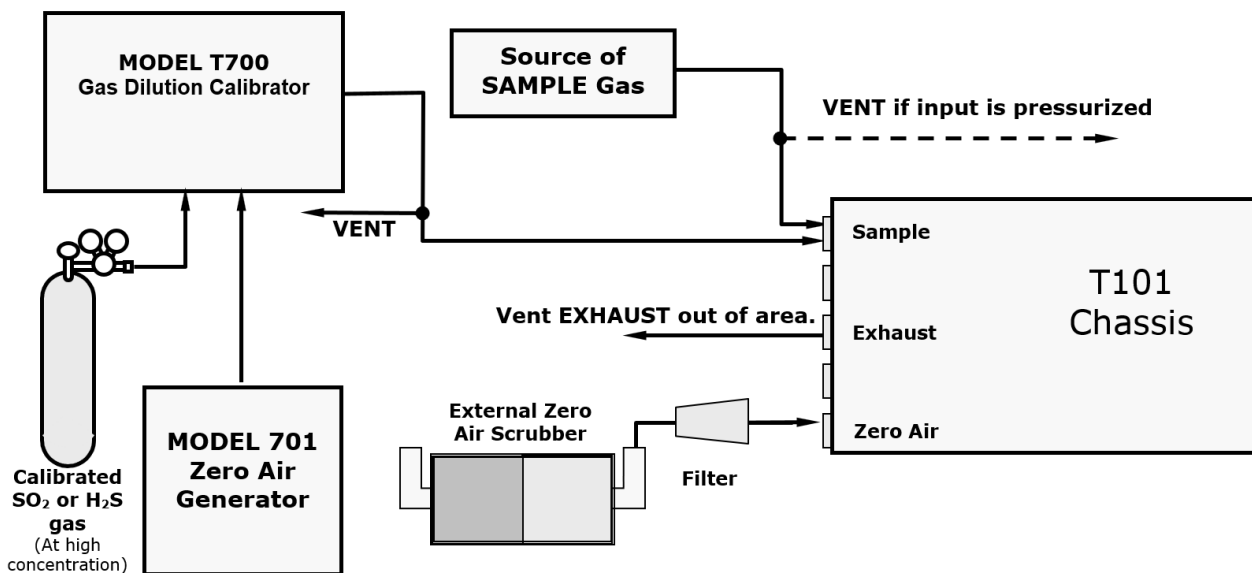 MODEL T700
Gas Dilution Calibrator
Source of
SAMPLE Gas
VENT if input is pressurized
VENT
Sample
T101
Chassis
Vent EXHAUST out of area.
Exhaust
External Zero
Air Scrubber
Zero Air
Filter
MODEL 701
Zero Air
Generator
Calibrated
SO₂ or H₂S
gas
(At high
concentration)